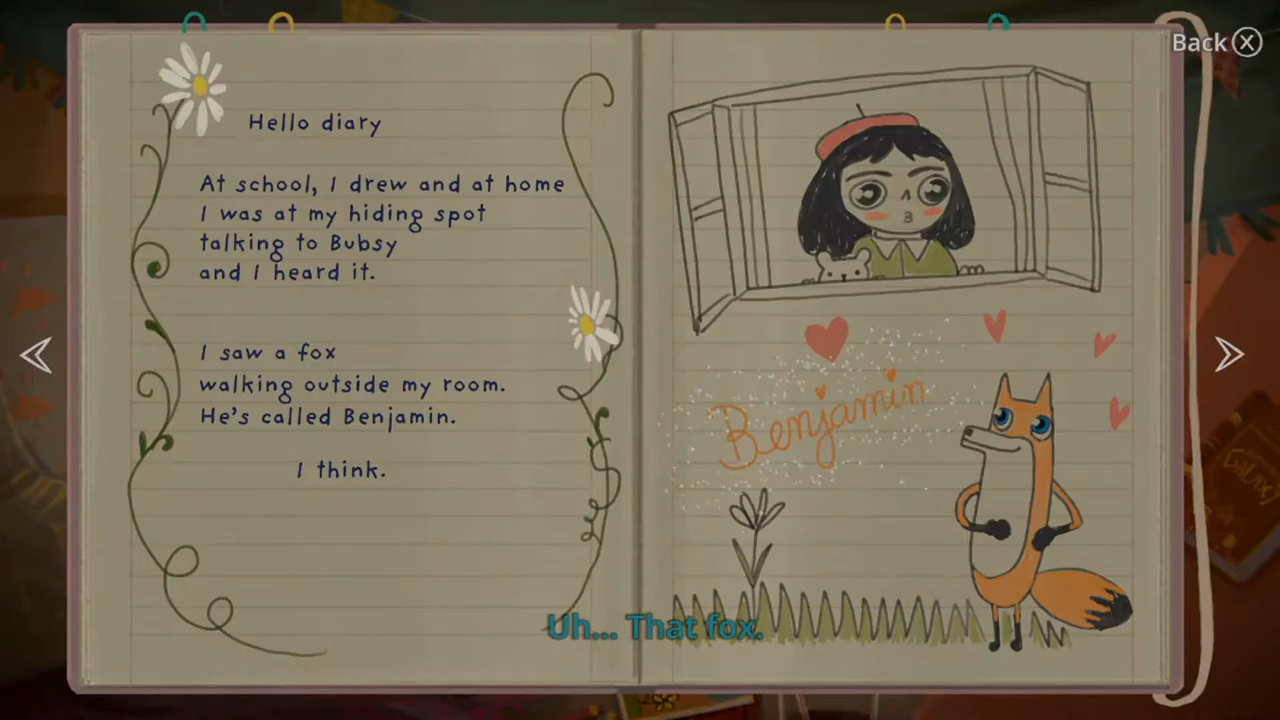 Back X
Hello diary
At school, I drew and at home
I was at my hiding spot
talking to Bubsy
and I heard it.
I saw a fox
walking outside my room.
He's called Benjamin.
I think.
Benjamin
Uh... That fox.
GALAXY